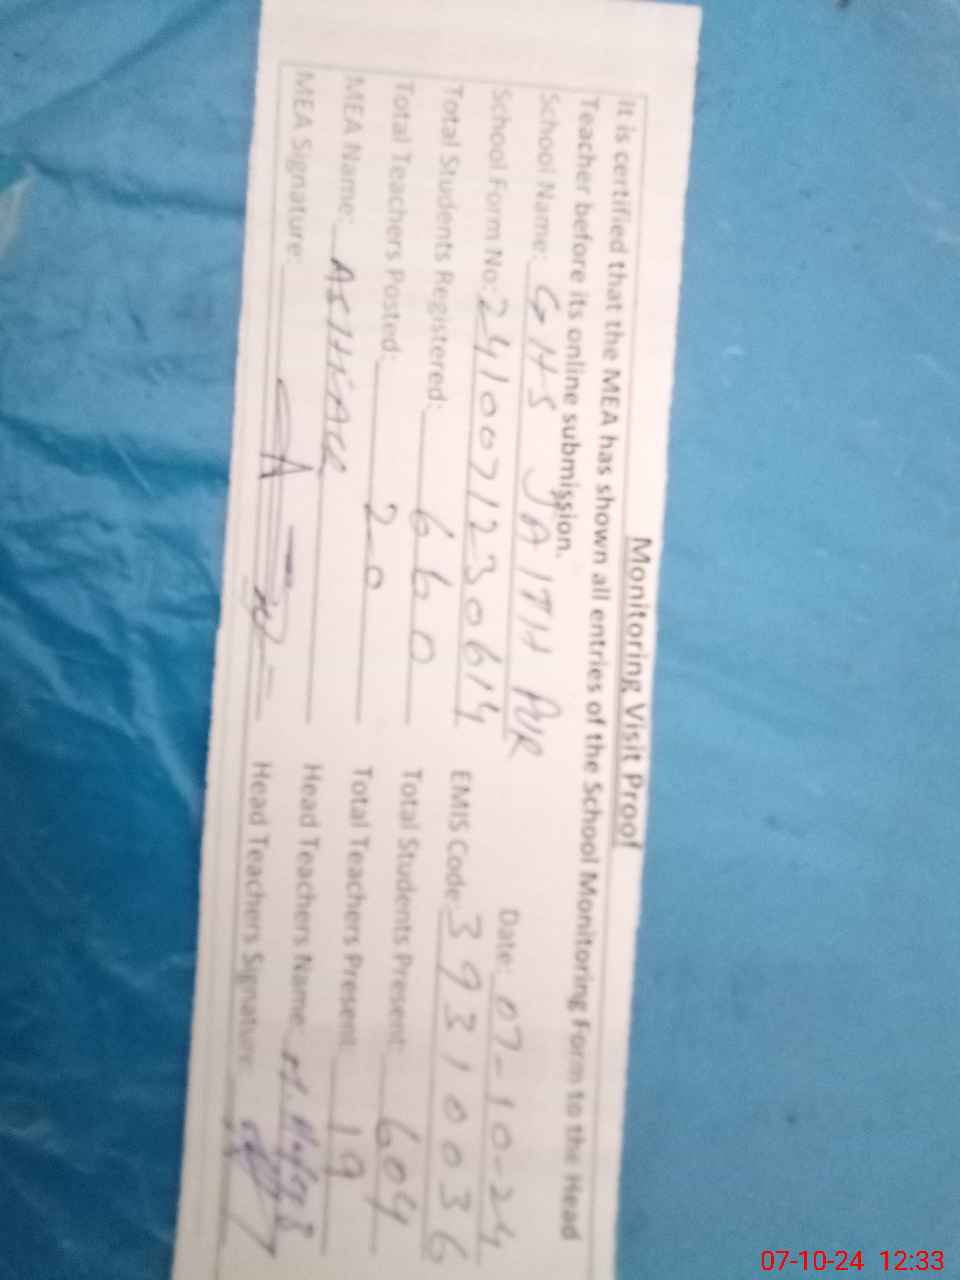 Monitoring Visit Proof
It is certified that the MEA has shown all entries of the School Monitoring Form to the Head
Teacher before its online submission.
School Name: GHS JAITH PUR Date: 07-10-24
School Form No: 2410071230614 EMIS Code: 39310036
Total Students Registered: 660 Total Students Present: 604
Total Teachers Posted: 20 Total Teachers Present: 19
MEA Name: Head Teachers Name: M.
MEA Signature: Head Teachers Signature:
07-10-24 12:33